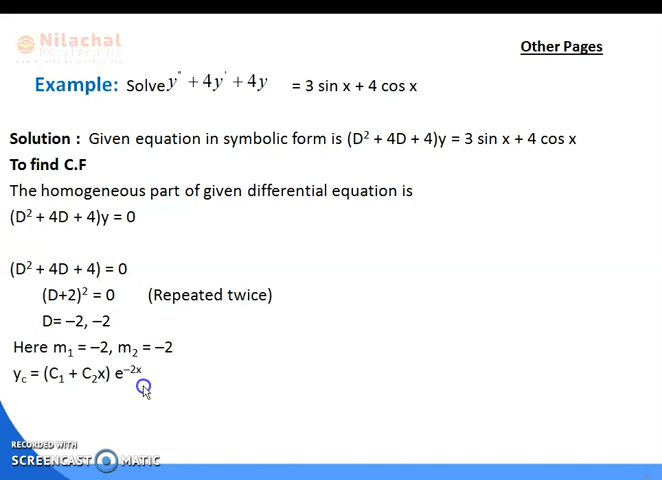 Nilachal
Polytechnic
Other Pages
Example: Solve y" + 4y' + 4y = 3 sin x + 4 cos x
Solution : Given equation in symbolic form is (D² + 4D + 4)y = 3 sin x + 4 cos x
To find C.F
The homogeneous part of given differential equation is
(D² + 4D + 4)y = 0
(D² + 4D + 4) = 0
(D+2)² = 0 (Repeated twice)
D= –2, –2
Here m₁ = –2, m₂ = –2
y꜀ = (C₁ + C₂x) e⁻²ˣ
RECORDED WITH
SCREENCAST MATIC